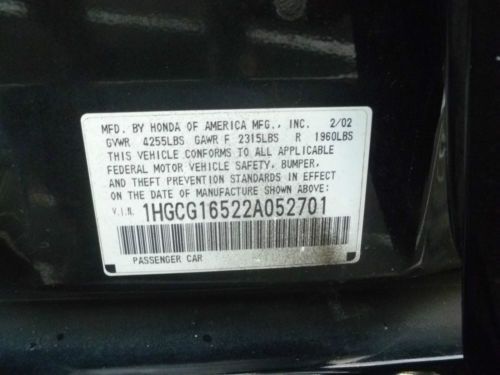 MFD. BY HONDA OF AMERICA MFG., INC. 2/02
GVWR 4255LBS GAWR F 2315LBS R 1960LBS
THIS VEHICLE CONFORMS TO ALL APPLICABLE
FEDERAL MOTOR VEHICLE SAFETY, BUMPER,
AND THEFT PREVENTION STANDARDS IN EFFECT
ON THE DATE OF MANUFACTURE SHOWN ABOVE:
V.I.N. 1HGCG16522A052701
PASSENGER CAR